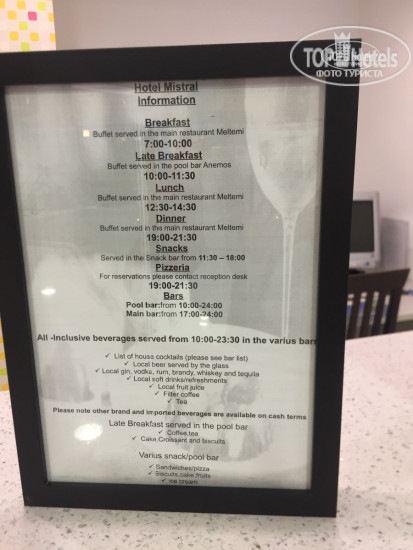 TOPHotels
ФОТО ТУРИСТА
Hotel Mistral
Information
Breakfast
Buffet served in the main restaurant Meltemi
7:00-10:00
Late Breakfast
Buffet served in the pool bar Anemos
10:00-11:30
Lunch
Buffet served in the main restaurant Meltemi
12:30-14:30
Dinner
Buffet served in the main restaurant Meltemi
19:00-21:30
Snacks
Served in the Snack bar from 11:30 – 18:00
Pizzeria
For reservations please contact reception desk
19:00-21:30
Bars
Pool bar:from 10:00-24:00
Main bar:from 17:00-24:00
All -Inclusive beverages served from 10:00-23:30 in the varius bars
✓ List of house cocktails (please see bar list)
✓ Local beer served by the glass
✓ Local gin, vodka, rum, brandy, whiskey and tequila
✓ Local soft drinks/refreshments
✓ Local fruit juice
✓ Filter coffee
✓ Tea
Please note other brand and imported beverages are available on cash terms
Late Breakfast served in the pool bar
✓ Coffee,tea
✓ Cake,Croissant and biscuits
Varius snack/pool bar
✓ Sandwiches/pizza
✓ Biscuits,cake,fruits
✓ Ice cream